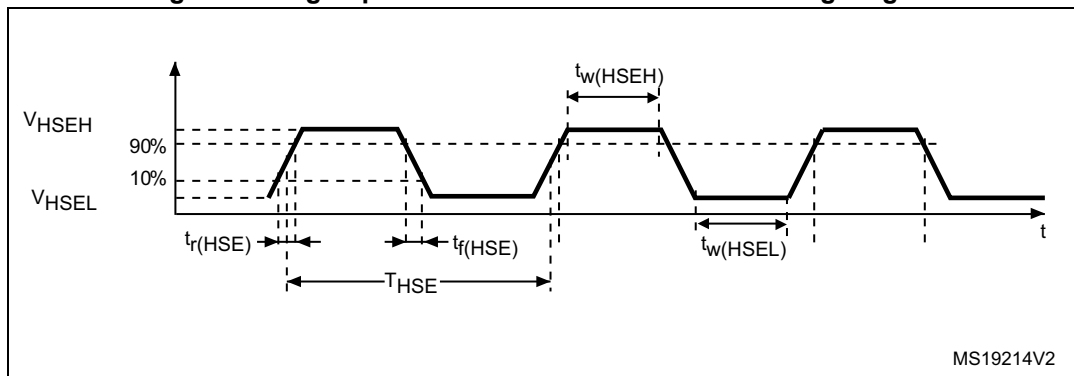 tw(HSEH)
VHSEH
90%
10%
VHSEL
tr(HSE)
tf(HSE)
tw(HSEL)
t
THSE
MS19214V2